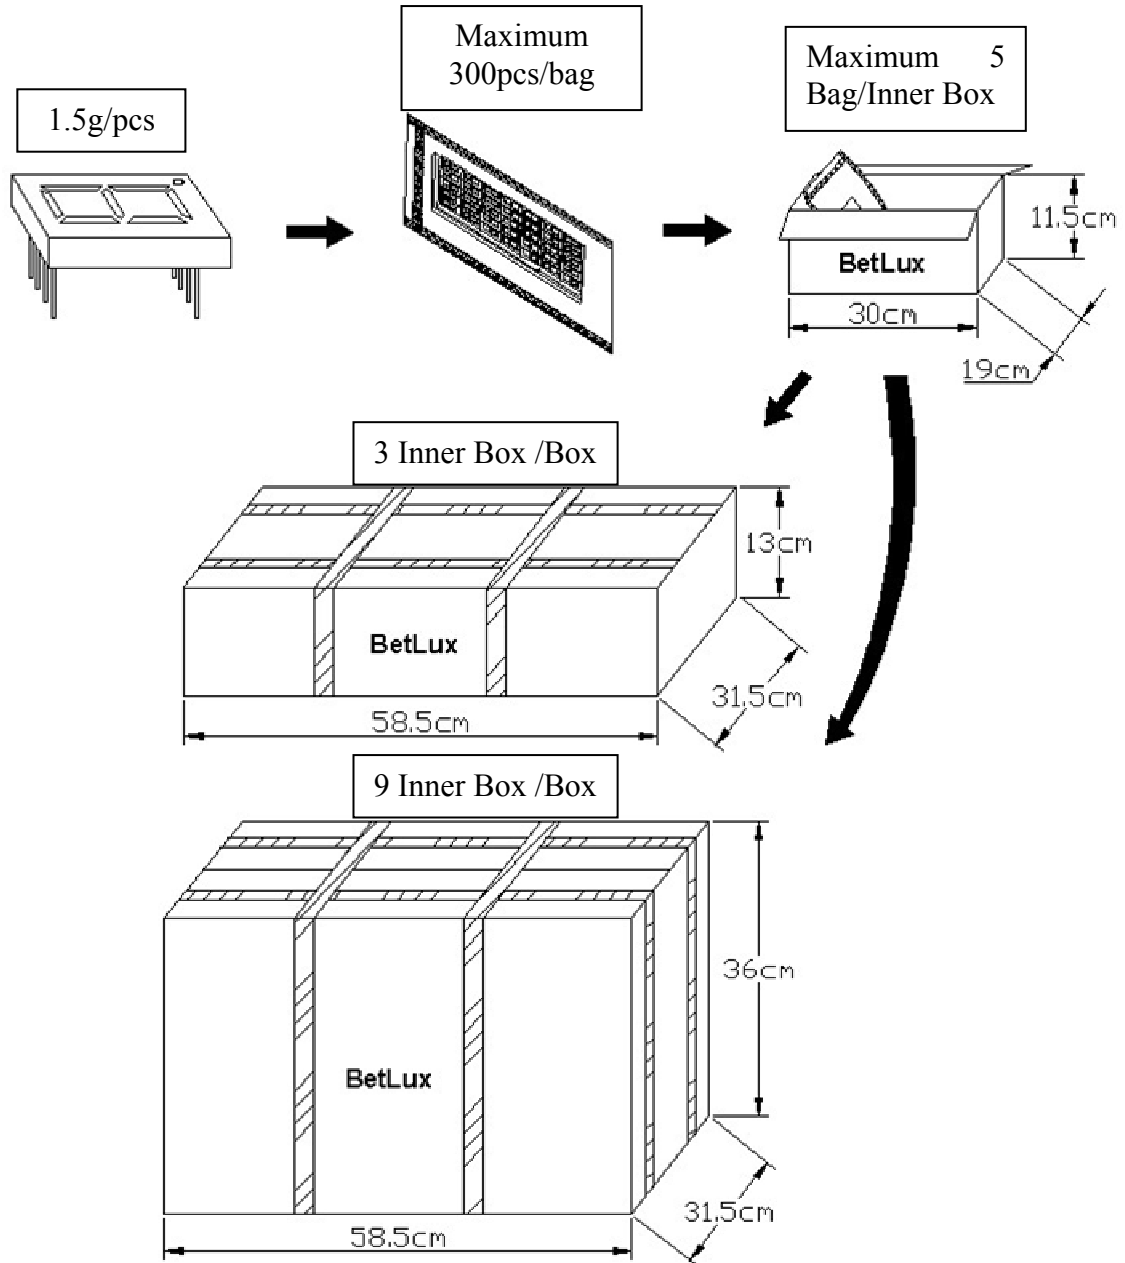 1.5g/pcs
Maximum
300pcs/bag
Maximum 5
Bag/Inner Box
BetLux
11.5cm
30cm
19cm
3 Inner Box /Box
BetLux
13cm
31.5cm
58.5cm
9 Inner Box /Box
BetLux
36cm
31.5cm
58.5cm